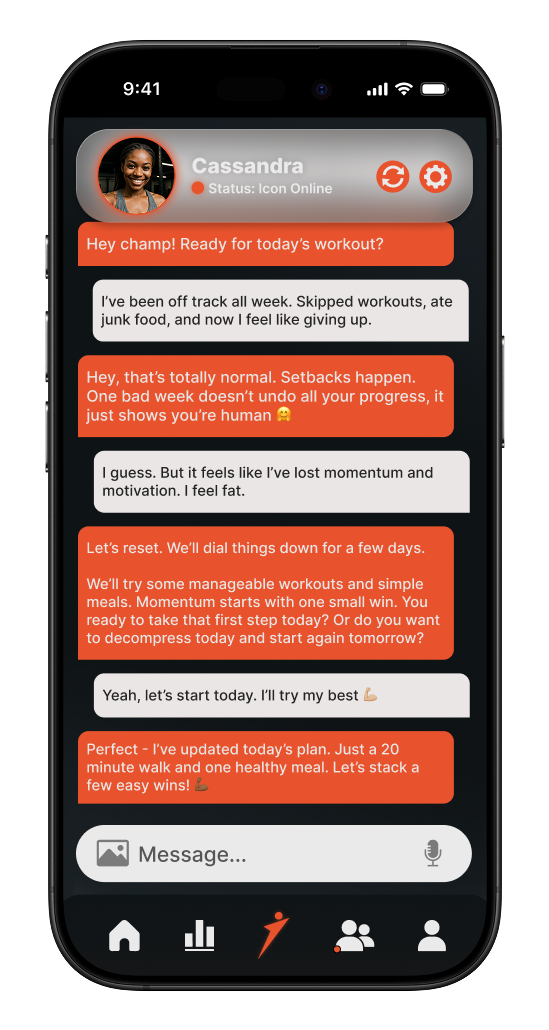 9:41
Cassandra
Status: Icon Online
Hey champ! Ready for today’s workout?
I’ve been off track all week. Skipped workouts, ate
junk food, and now I feel like giving up.
Hey, that’s totally normal. Setbacks happen.
One bad week doesn’t undo all your progress, it
just shows you’re human 🤗
I guess. But it feels like I’ve lost momentum and
motivation. I feel fat.
Let’s reset. We’ll dial things down for a few days.
We’ll try some manageable workouts and simple
meals. Momentum starts with one small win. You
ready to take that first step today? Or do you want
to decompress today and start again tomorrow?
Yeah, let’s start today. I’ll try my best 💪🏼
Perfect - I’ve updated today’s plan. Just a 20
minute walk and one healthy meal. Let’s stack a
few easy wins! 💪🏿
Message...